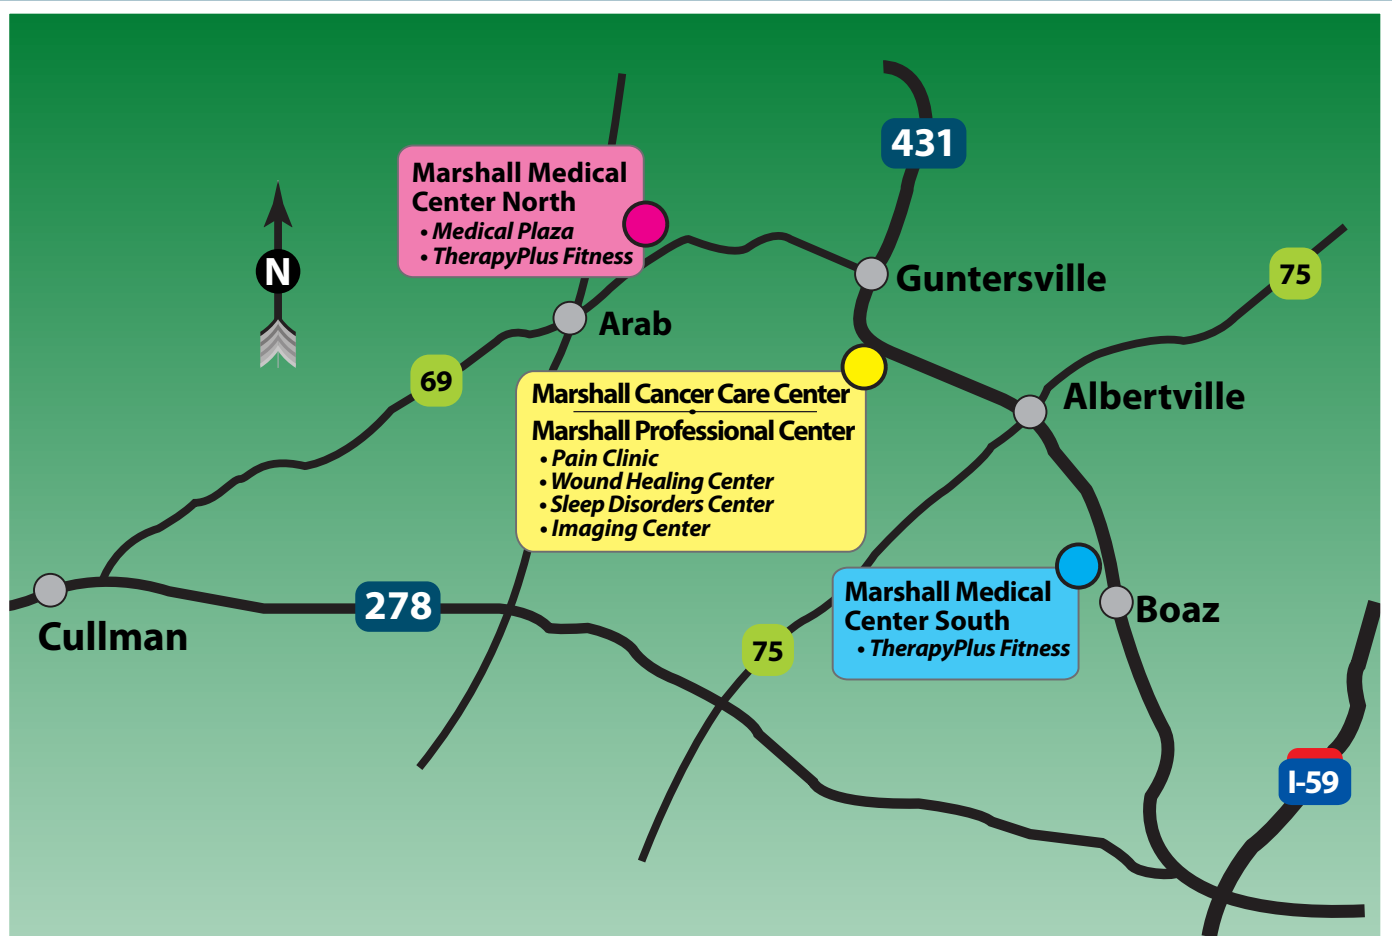 431
Marshall Medical
Center North
• Medical Plaza
• TherapyPlus Fitness
N
Guntersville
75
Arab
69
Marshall Cancer Care Center
Marshall Professional Center
• Pain Clinic
• Wound Healing Center
• Sleep Disorders Center
• Imaging Center
Albertville
278
Cullman
Marshall Medical
Center South
• TherapyPlus Fitness
Boaz
75
I-59